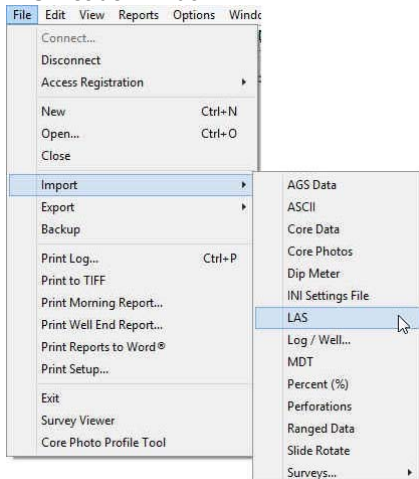 File Edit View Reports Options
Connect...
Disconnect
Access Registration
New Ctrl+N
Open... Ctrl+O
Close
Import
Export
Backup
Print Log... Ctrl+P
Print to TIFF
Print Morning Report...
Print Well End Report...
Print Reports to Word®
Print Setup...
Exit
Survey Viewer
Core Photo Profile Tool
AGS Data
ASCII
Core Data
Core Photos
Dip Meter
INI Settings File
LAS
Log / Well...
MDT
Percent (%)
Perforations
Ranged Data
Slide Rotate
Surveys...